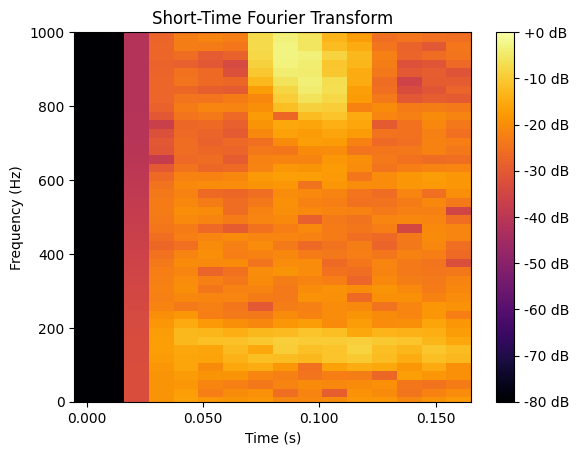 Short-Time Fourier Transform
1000
800
600
400
200
0
Frequency (Hz)
0.000
0.050
0.100
0.150
Time (s)
+0 dB
-10 dB
-20 dB
-30 dB
-40 dB
-50 dB
-60 dB
-70 dB
-80 dB